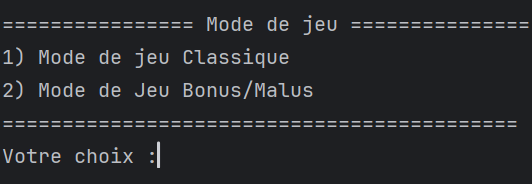 ================ Mode de jeu ===============
1) Mode de jeu Classique
2) Mode de Jeu Bonus/Malus
===========================================
Votre choix :